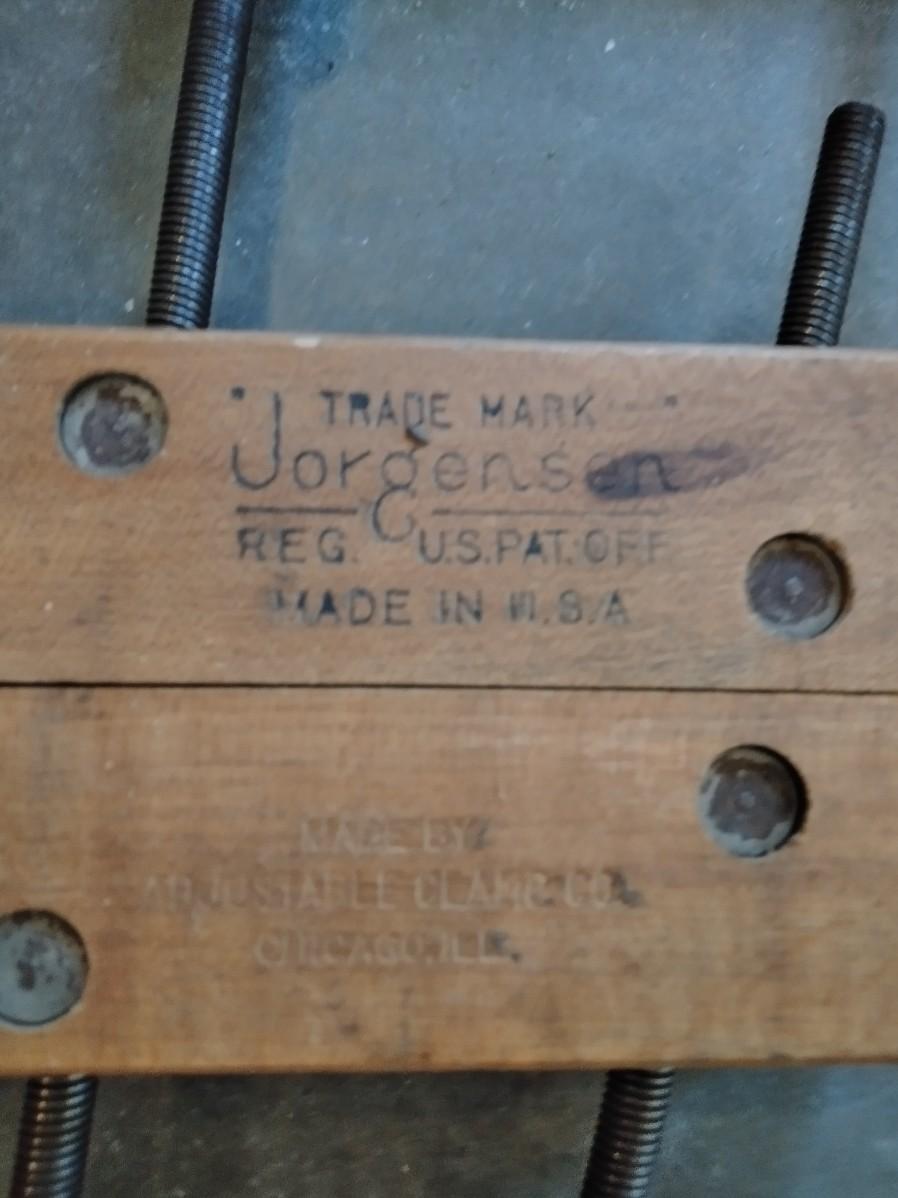 "TRADE MARK"
Jorgensen
REG. U.S.PAT.OFF
MADE IN U.S.A
MADE BY
ADJUSTABLE CLAMP CO.
CHICAGO, ILL.